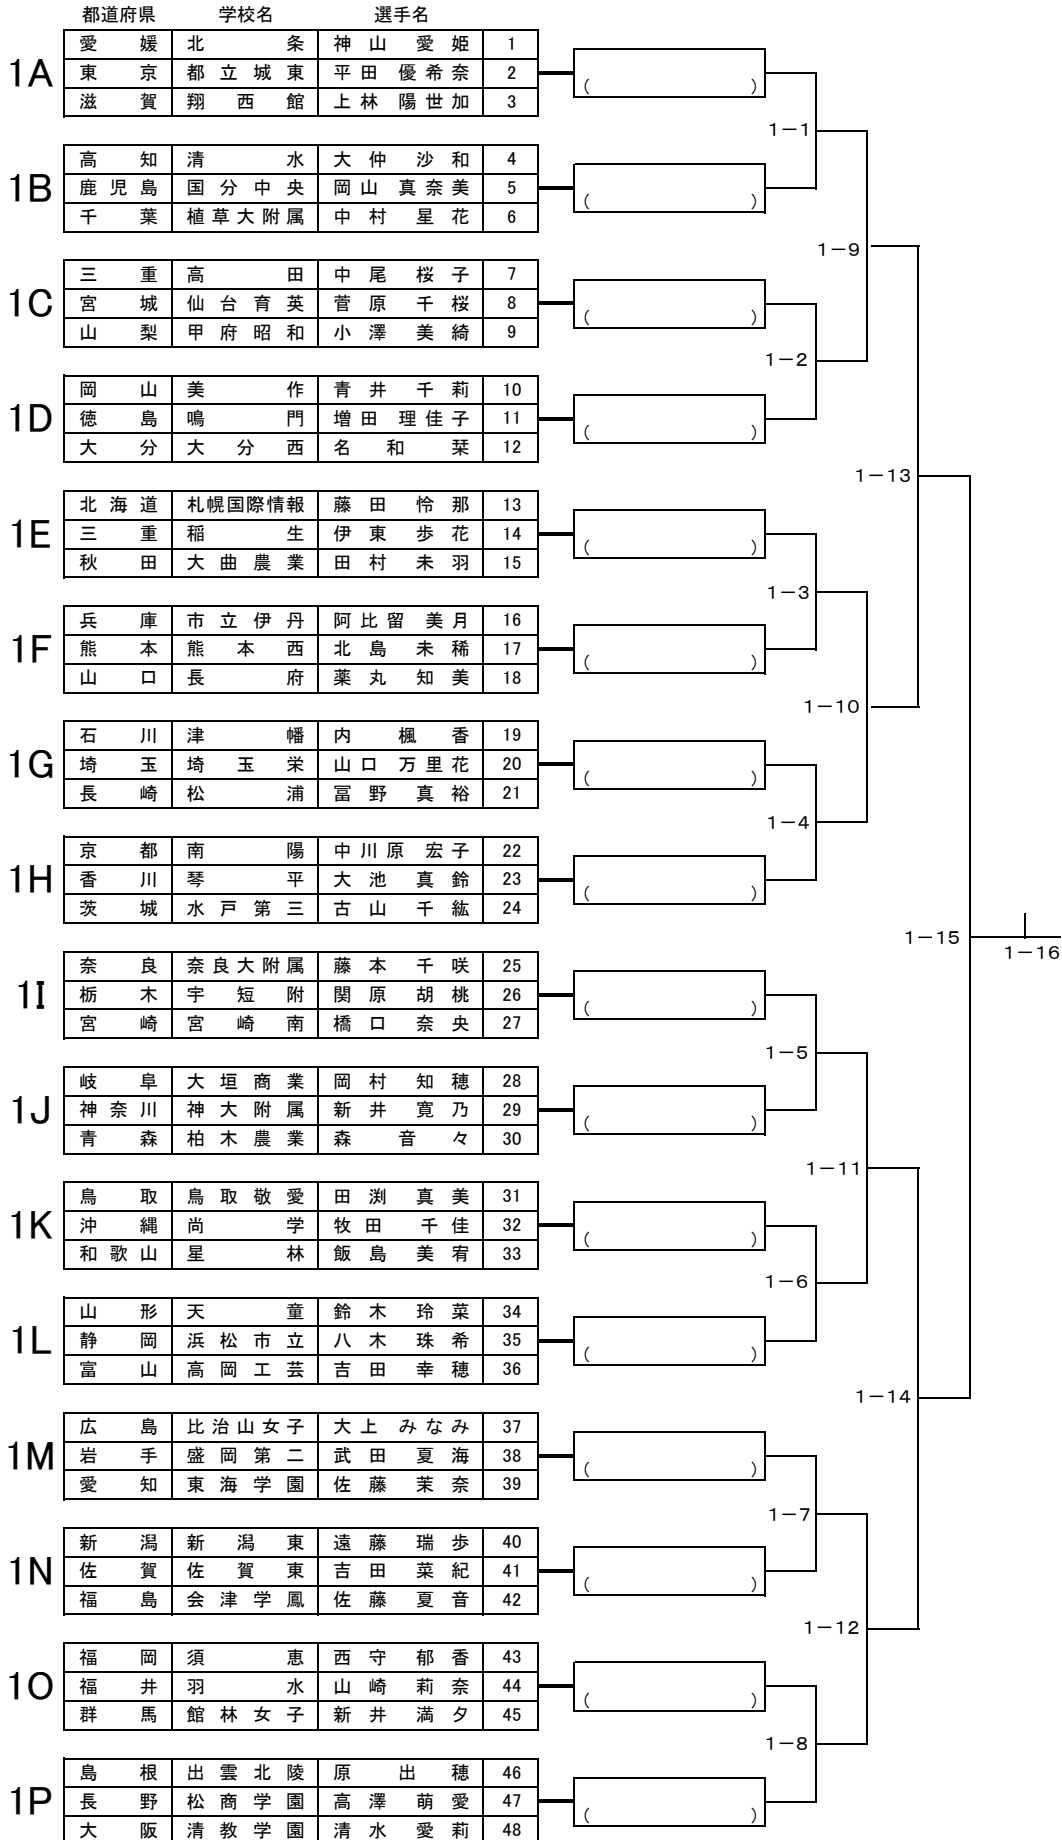 都道府県 学校名 選手名
1A
愛媛 北条 神山 愛姫 1
東京 都立城東 平田 優希奈 2
滋賀 翔西館 上林 陽世加 3
( )
1-1
1B
高知 清水 大仲 沙和 4
鹿児島 国分中央 岡山 真奈美 5
千葉 植草大附属 中村 星花 6
( )
1-9
1C
三重 高田 中尾 桜子 7
宮城 仙台育英 菅原 千桜 8
山梨 甲府昭和 小澤 美綺 9
( )
1-2
1D
岡山 美作 青井 千莉 10
徳島 鳴門 増田 理佳子 11
大分 大分西 名和 栞 12
( )
1-13
1E
北海道 札幌国際情報 藤田 怜那 13
三重 稲生 伊東 歩花 14
秋田 大曲農業 田村 未羽 15
( )
1-3
1F
兵庫 市立伊丹 阿比留 美月 16
熊本 熊本西 北島 未稀 17
山口 長府 薬丸 知美 18
( )
1-10
1G
石川 津幡 内 楓香 19
埼玉 埼玉栄 山口 万里花 20
長崎 松浦 冨野 真裕 21
( )
1-4
1H
京都 南陽 中川原 宏子 22
香川 琴平 大池 真鈴 23
茨城 水戸第三 古山 千紘 24
( )
1-15
1-16
1I
奈良 奈良大附属 藤本 千咲 25
栃木 宇短附 関原 胡桃 26
宮崎 宮崎南 橋口 奈央 27
( )
1-5
1J
岐阜 大垣商業 岡村 知穂 28
神奈川 神大附属 新井 寛乃 29
青森 柏木農業 森 音々 30
( )
1-11
1K
鳥取 鳥取敬愛 田渕 真美 31
沖縄 尚学 牧田 千佳 32
和歌山 星林 飯島 美宥 33
( )
1-6
1L
山形 天童 鈴木 玲菜 34
静岡 浜松市立 八木 珠希 35
富山 高岡工芸 吉田 幸穂 36
( )
1-14
1M
広島 比治山女子 大上 みなみ 37
岩手 盛岡第二 武田 夏海 38
愛知 東海学園 佐藤 茉奈 39
( )
1-7
1N
新潟 新潟東 遠藤 瑞歩 40
佐賀 佐賀東 吉田 菜紀 41
福島 会津学鳳 佐藤 夏音 42
( )
1-12
1O
福岡 須恵 西守 郁香 43
福井 羽水 山崎 莉奈 44
群馬 館林女子 新井 満夕 45
( )
1-8
1P
島根 出雲北陵 原 出穂 46
長野 松商学園 高澤 萌愛 47
大阪 清教学園 清水 愛莉 48
( )